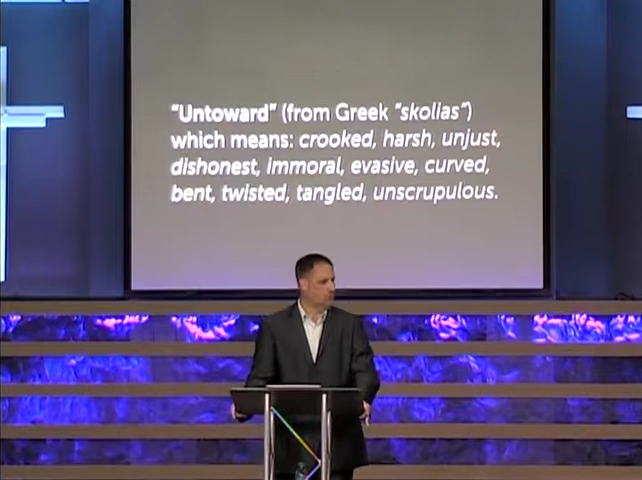 “Untoward” (from Greek “skolias”)
which means: crooked, harsh, unjust,
dishonest, immoral, evasive, curved,
bent, twisted, tangled, unscrupulous.